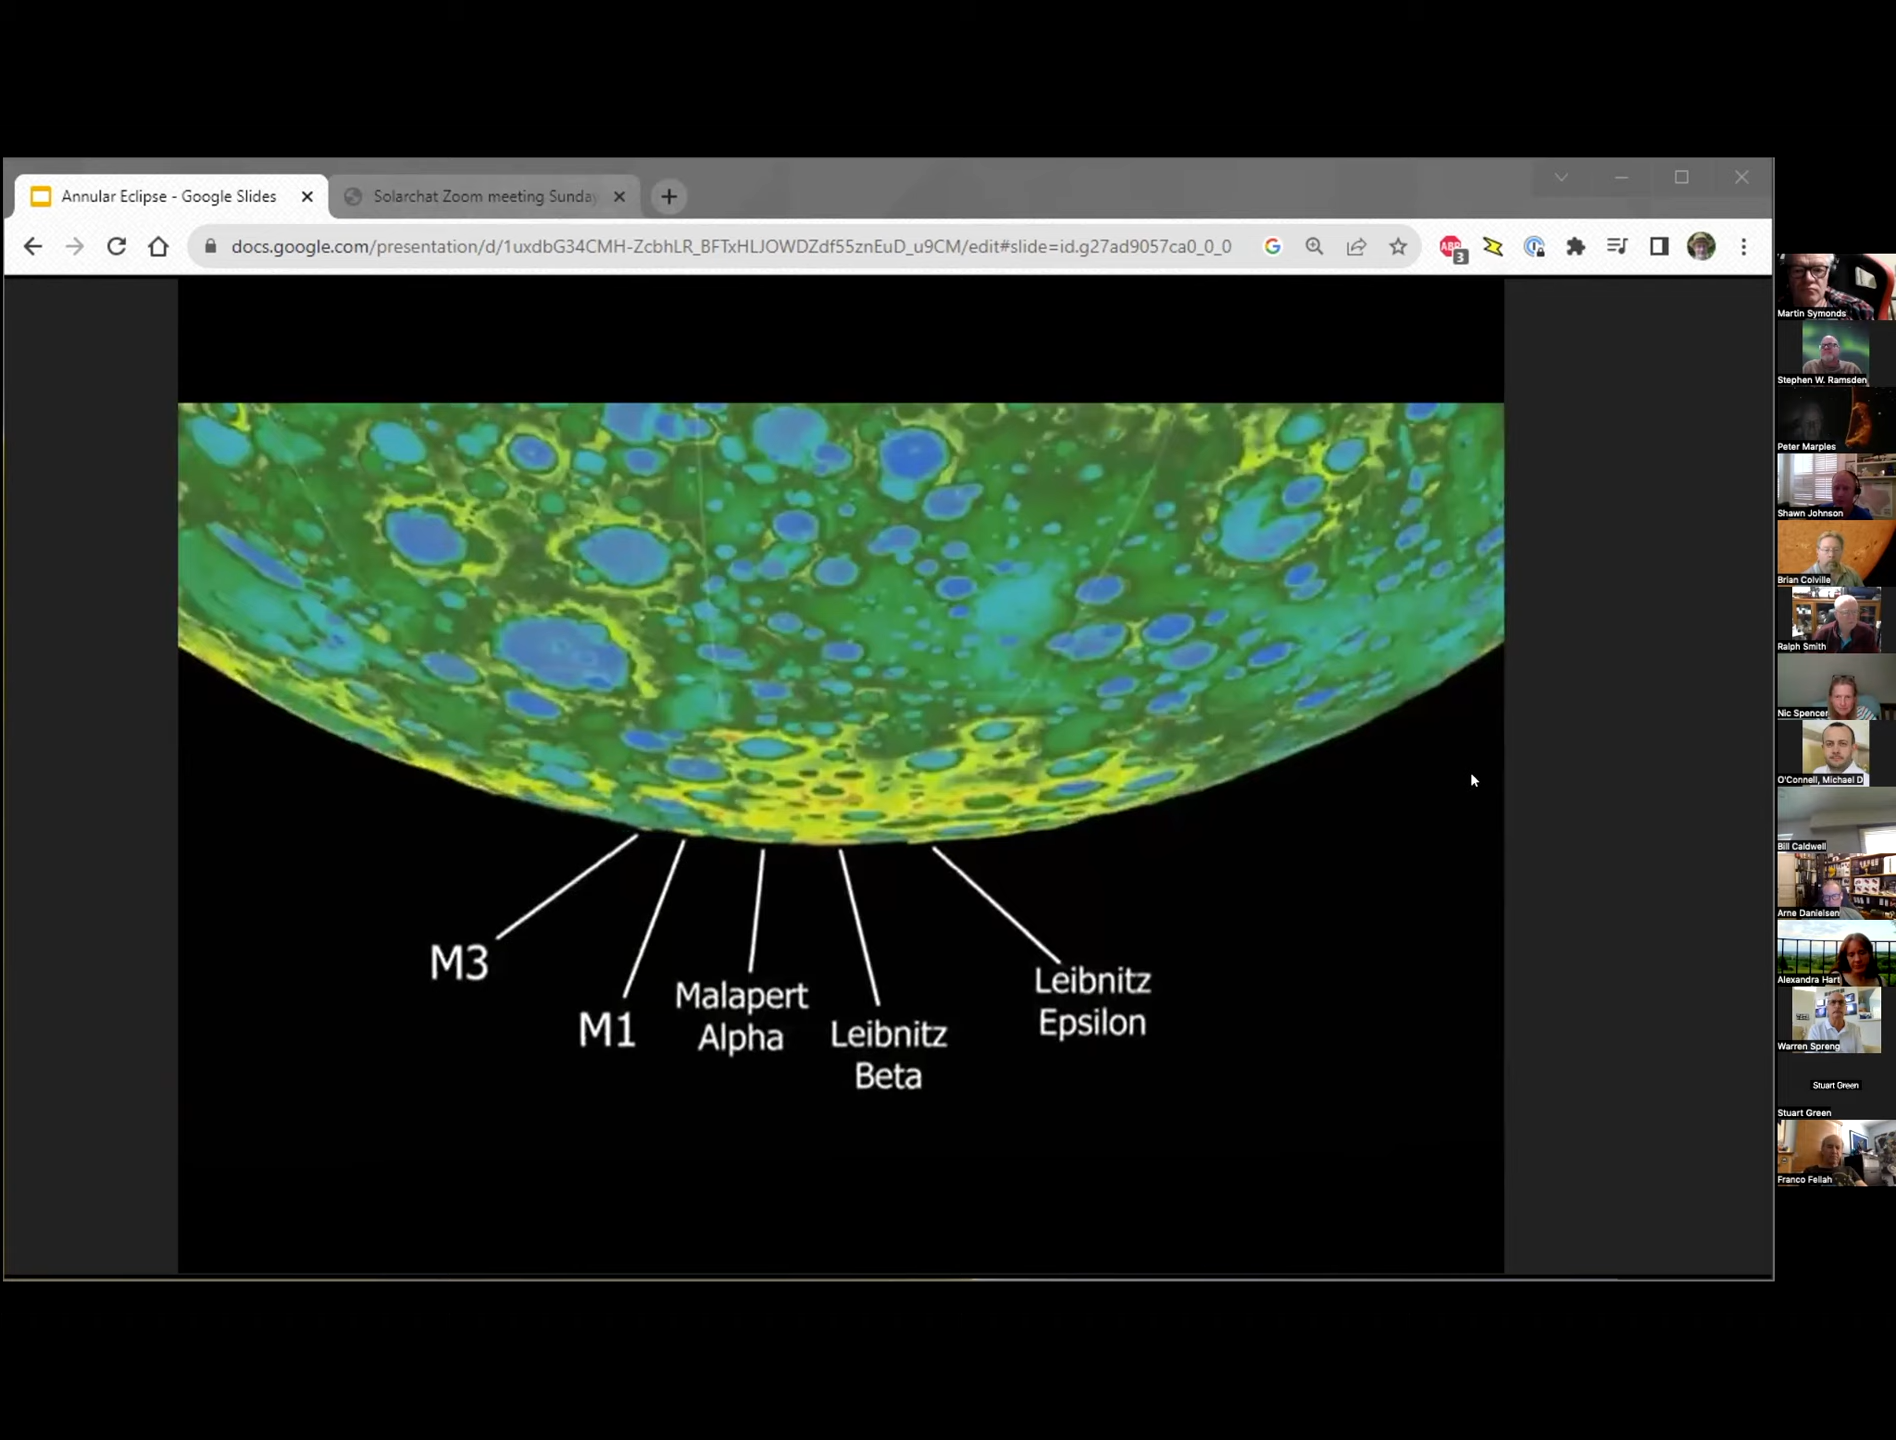 Annular Eclipse - Google Slides
Solarchat Zoom meeting Sunday
docs.google.com/presentation/d/1uxdbG34CMH-ZcbhLR_BFTxHLJOWDZdf55znEuD_u9CM/edit#slide=id.g27ad9057ca0_0_0
ABP
3
M3
M1
Malapert
Alpha
Leibnitz
Beta
Leibnitz
Epsilon
Martin Symonds
Stephen W. Ramsden
Peter Marples
Shawn Johnson
Brian Colville
Ralph Smith
Nic Spencer
O'Connell, Michael D
Bill Caldwell
Arne Danielsen
Alexandra Hart
Warren Spreng
Stuart Green
Stuart Green
Franco Fellah